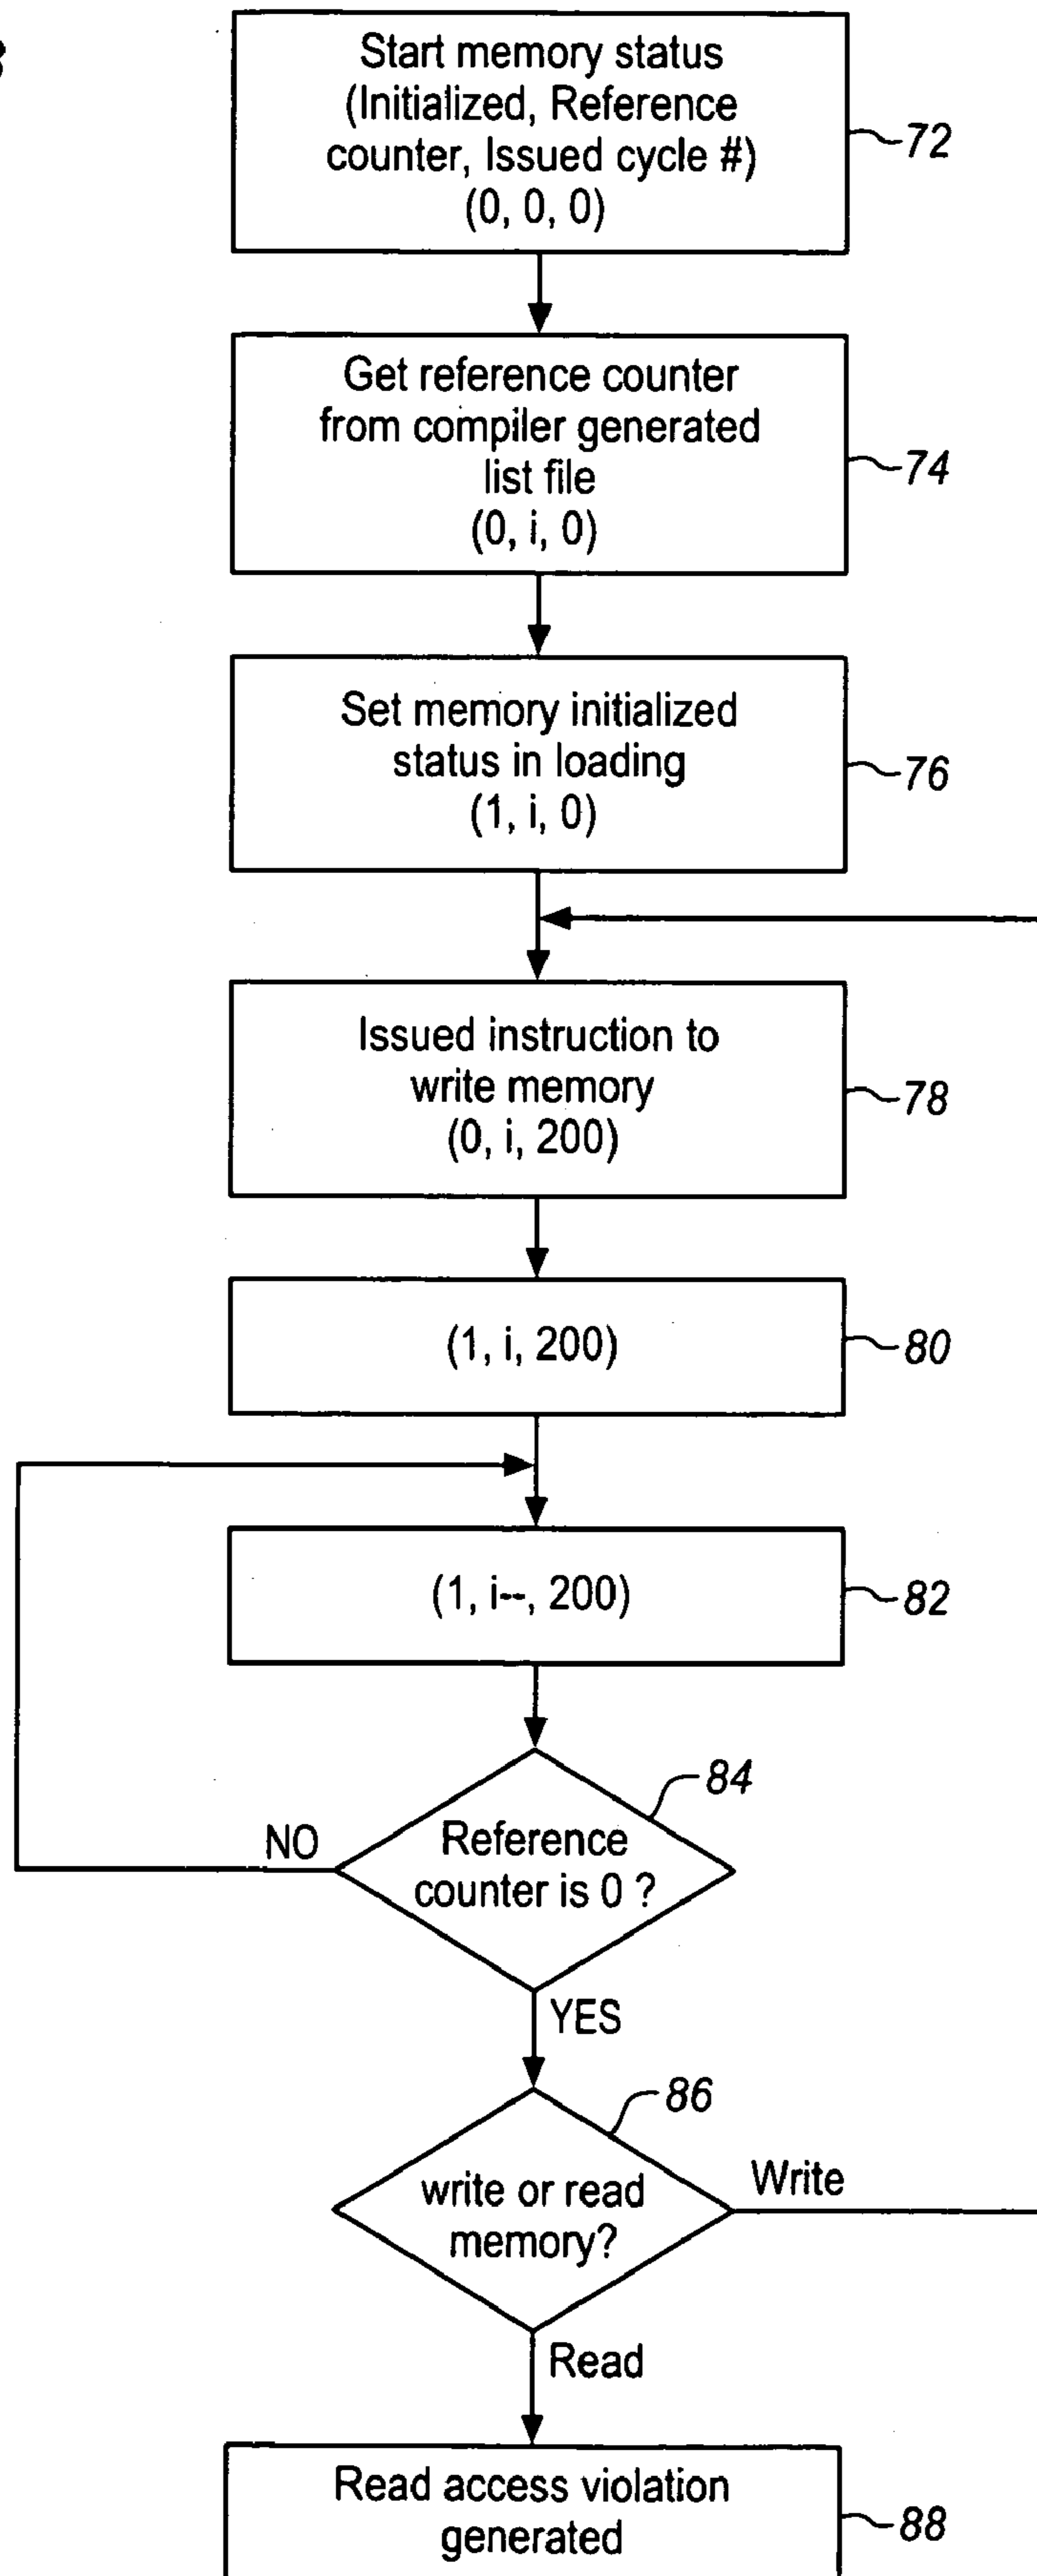 Start memory status
(Initialized, Reference
counter, Issued cycle #)
(0, 0, 0)
72
Get reference counter
from compiler generated
list file
(0, i, 0)
74
Set memory initialized
status in loading
(1, i, 0)
76
Issued instruction to
write memory
(0, i, 200)
78
(1, i, 200)
80
(1, i--, 200)
82
84
NO
Reference
counter is 0 ?
YES
86
write or read
memory?
Write
Read
Read access violation
generated
88